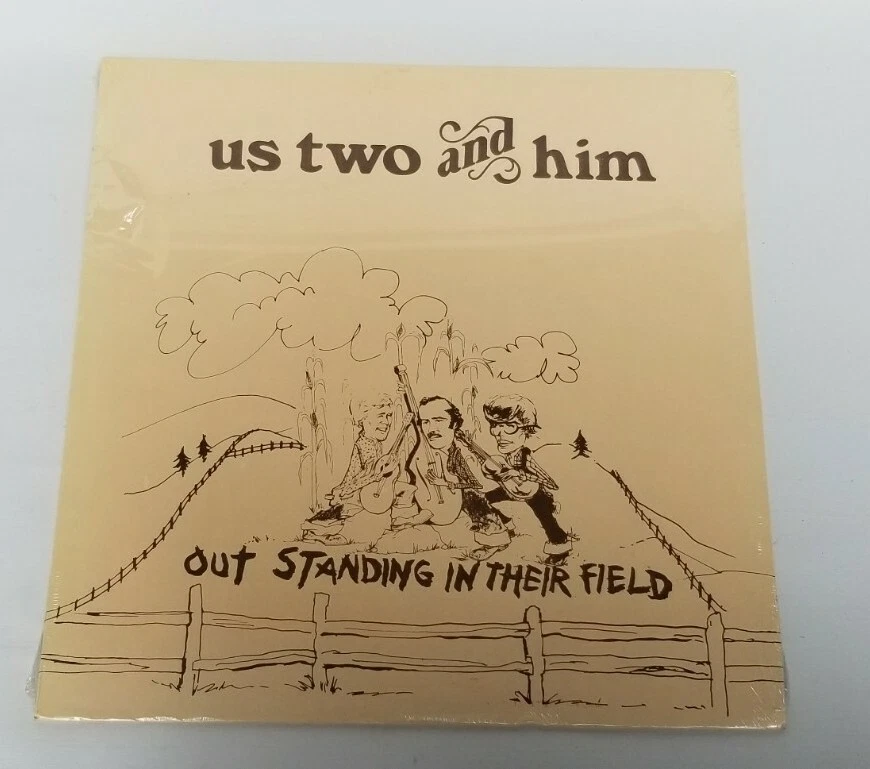 us two and him
OUT STANDING IN THEIR FIELD